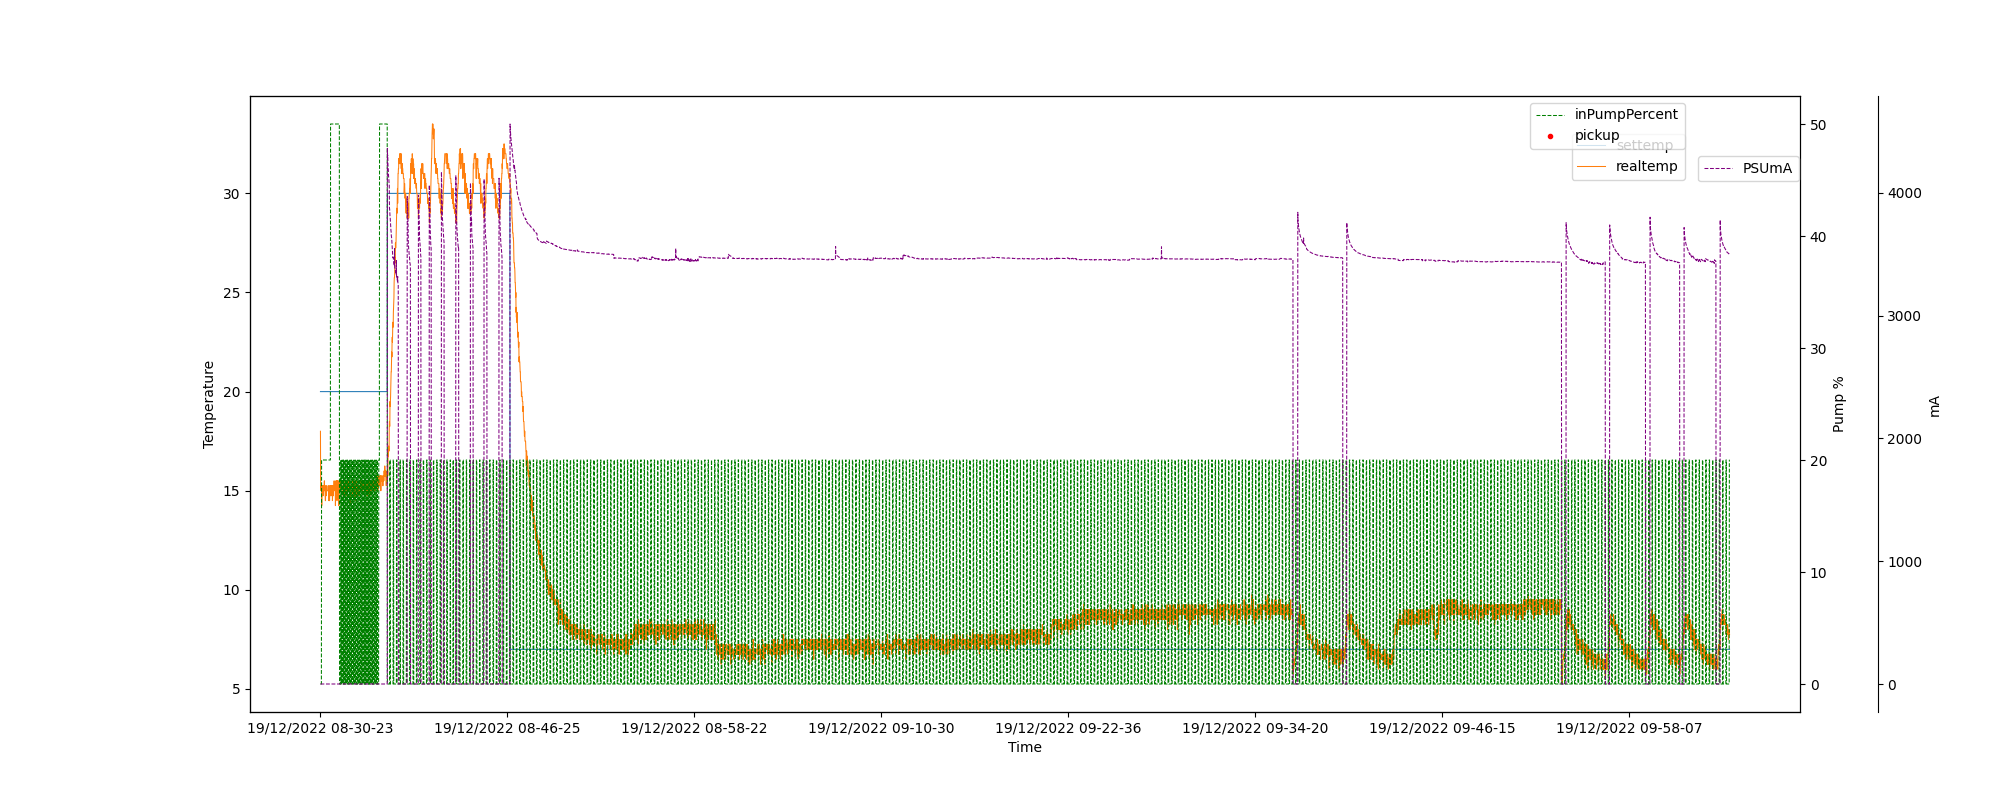 inPumpPercent
pickup
settemp
realtemp
PSUmA
30
25
20
15
10
5
Temperature
50
40
30
20
10
0
Pump %
4000
3000
2000
1000
0
mA
19/12/2022 08-30-23
19/12/2022 08-46-25
19/12/2022 08-58-22
19/12/2022 09-10-30
19/12/2022 09-22-36
19/12/2022 09-34-20
19/12/2022 09-46-15
19/12/2022 09-58-07
Time